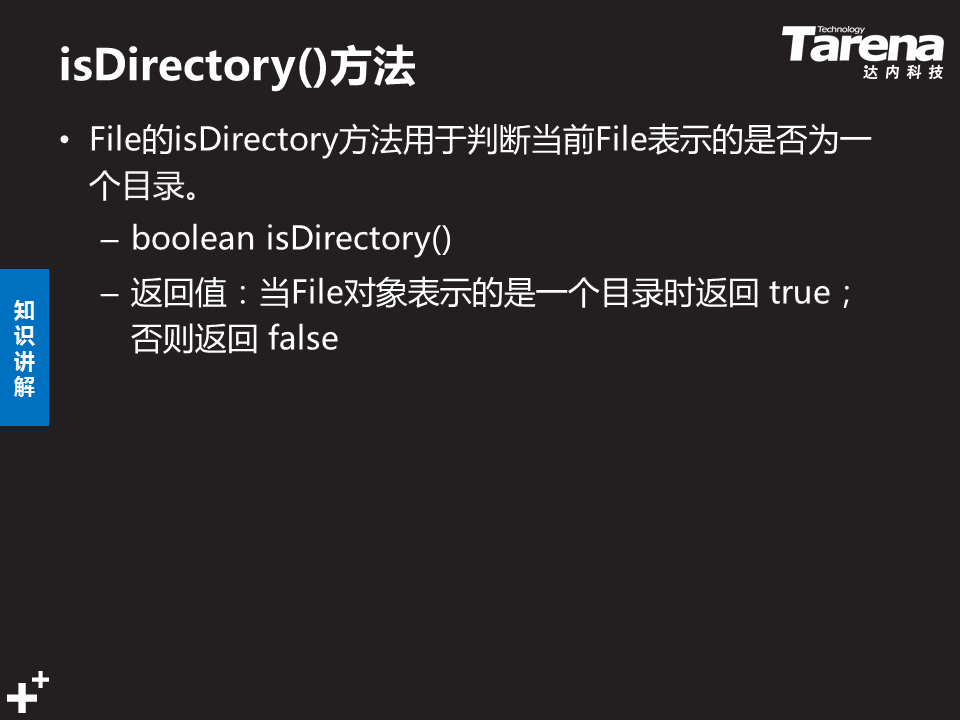 isDirectory()方法
Technology
Tarena
达内科技
• File的isDirectory方法用于判断当前File表示的是否为一
个目录。
– boolean isDirectory()
– 返回值：当File对象表示的是一个目录时返回 true；
否则返回 false
知
识
讲
解